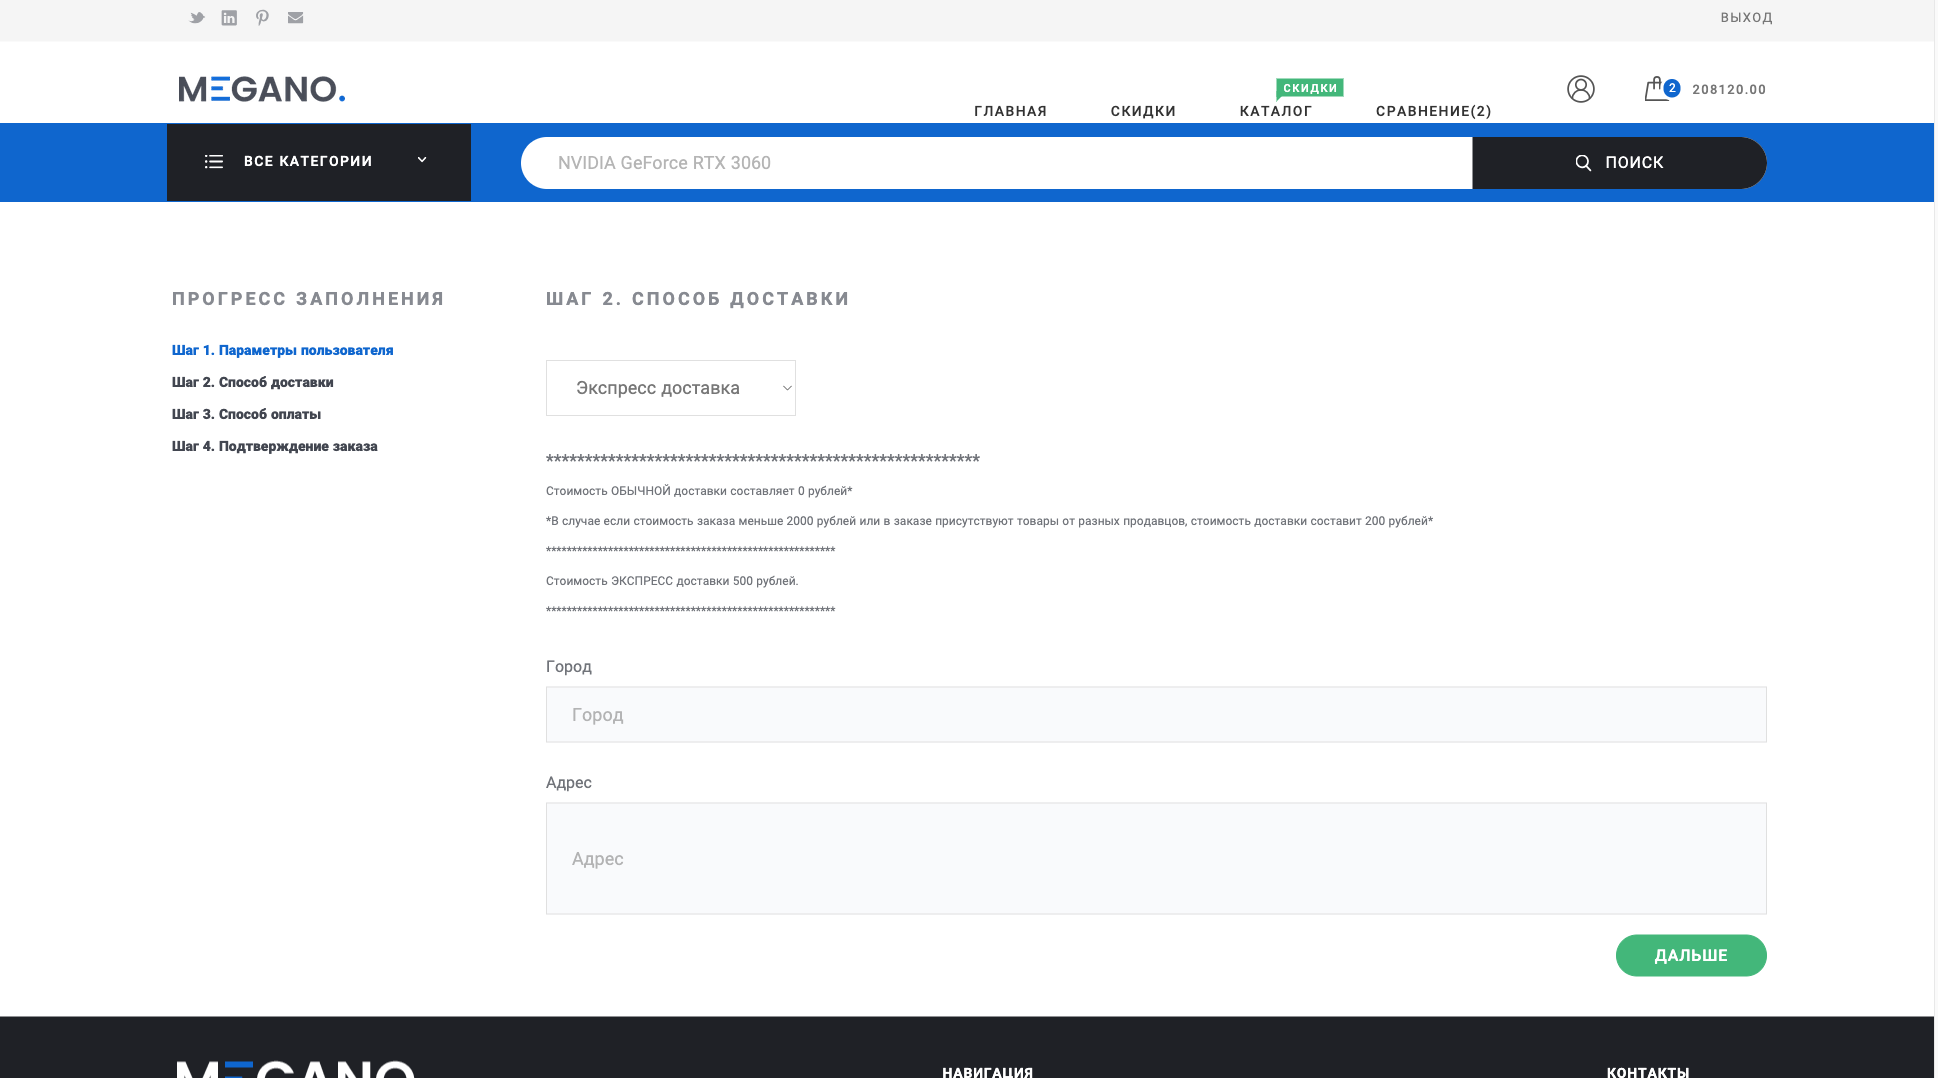 ВЫХОД
MEGANO.
СКИДКИ
ГЛАВНАЯ СКИДКИ КАТАЛОГ СРАВНЕНИЕ(2)
2 208120.00
ВСЕ КАТЕГОРИИ
NVIDIA GeForce RTX 3060
ПОИСК
ПРОГРЕСС ЗАПОЛНЕНИЯ
Шаг 1. Параметры пользователя
Шаг 2. Способ доставки
Шаг 3. Способ оплаты
Шаг 4. Подтверждение заказа
ШАГ 2. СПОСОБ ДОСТАВКИ
Экспресс доставка
********************************************************
Стоимость ОБЫЧНОЙ доставки составляет 0 рублей*
*В случае если стоимость заказа меньше 2000 рублей или в заказе присутствуют товары от разных продавцов, стоимость доставки составит 200 рублей*
********************************************************
Стоимость ЭКСПРЕСС доставки 500 рублей.
********************************************************
Город
Город
Адрес
Адрес
ДАЛЬШЕ
MEGANO
НАВИГАЦИЯ
КОНТАКТЫ